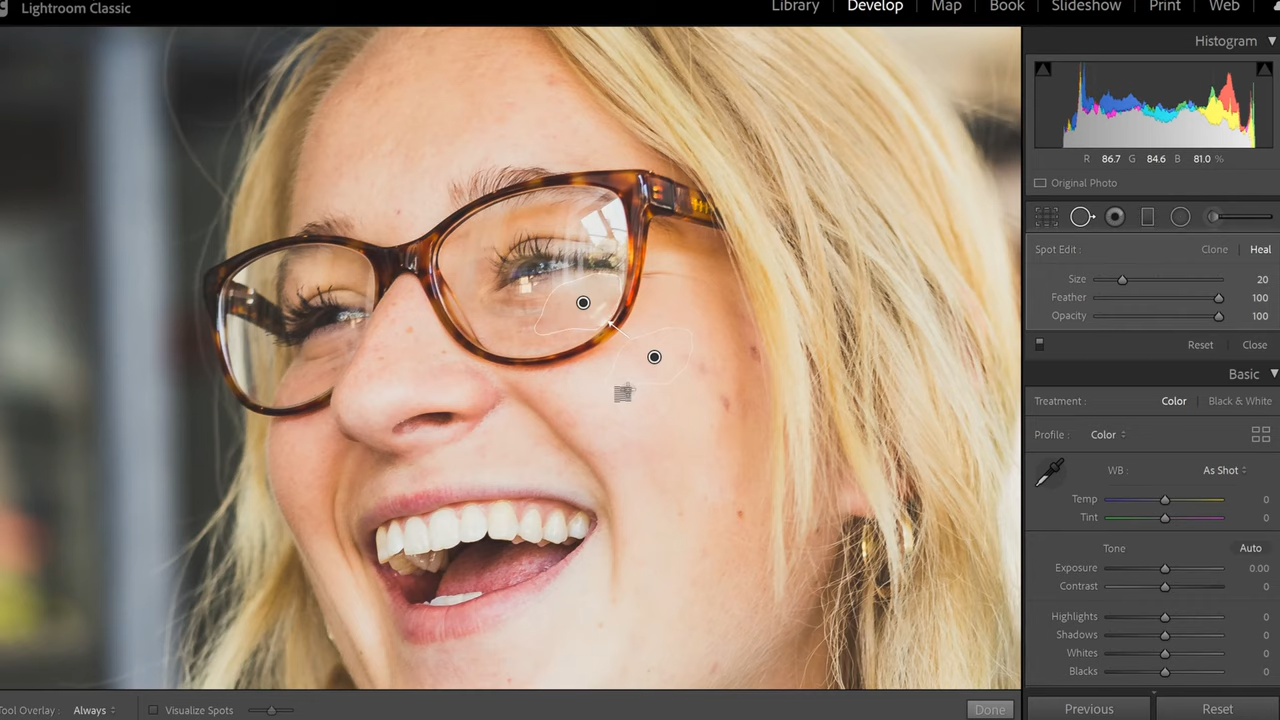 Lightroom Classic
Library | Develop | Map | Book | Slideshow | Print | Web
Histogram
R 86.7 G 84.6 B 81.0 %
Original Photo
Spot Edit : Clone Heal
Size 20
Feather 100
Opacity 100
Reset Close
Basic
Treatment : Color Black & White
Profile : Color
WB : As Shot
Temp 0
Tint 0
Tone Auto
Exposure 0.00
Contrast 0
Highlights 0
Shadows 0
Whites 0
Blacks 0
Tool Overlay : Always Visualize Spots Done
Previous Reset